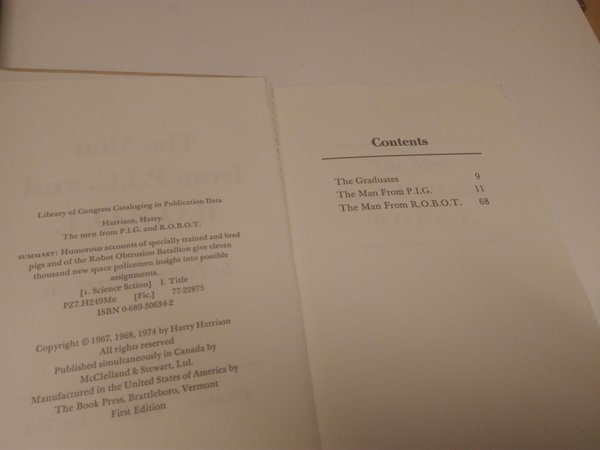 Library of Congress Cataloging in Publication Data
Harrison, Harry.
The men from P.I.G. and R.O.B.O.T.
SUMMARY: Humorous accounts of specially trained and bred
pigs and of the Robot Obtrusion Batallion give eleven
thousand new space policemen insight into possible
assignments.
[1. Science fiction] I. Title
PZ7.H249Me [Fic.] 77-22875
ISBN 0-689-30634-2
Copyright © 1967, 1968, 1974 by Harry Harrison
All rights reserved
Published simultaneously in Canada by
McClelland & Stewart, Ltd.
Manufactured in the United States of America by
The Book Press, Brattleboro, Vermont
First Edition
Contents
The Graduates 9
The Man From P.I.G. 11
The Man From R.O.B.O.T. 68